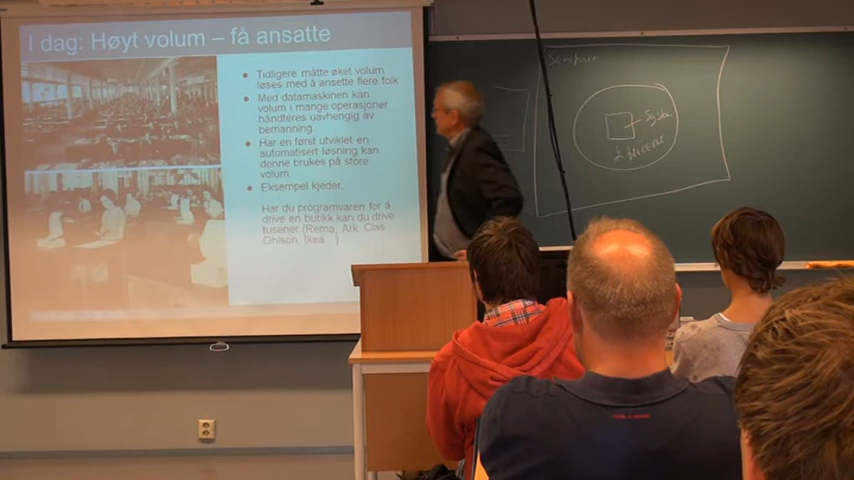 I dag: Høyt volum – få ansatte
• Tidligere måtte øket volum
løses med å ansette flere folk
• Med datamaskinen kan
volum i mange operasjoner
håndteres uavhengig av
bemanning.
• Har en først utviklet en
automatisert løsning kan
denne brukes på store
volum.
• Eksempel kjeder.
Har du programvaren for å
drive en butikk kan du drive
tusener (Rema, Ark, Clas
Ohlson, Ikea )
System